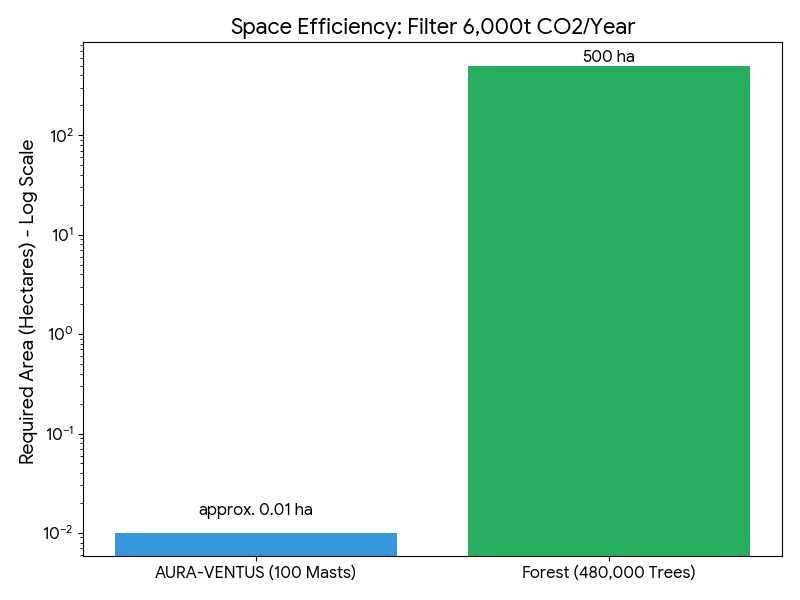 Space Efficiency: Filter 6,000t CO2/Year
500 ha
approx. 0.01 ha
Required Area (Hectares) - Log Scale
10²
10¹
10⁰
10⁻¹
10⁻²
AURA-VENTUS (100 Masts)
Forest (480,000 Trees)